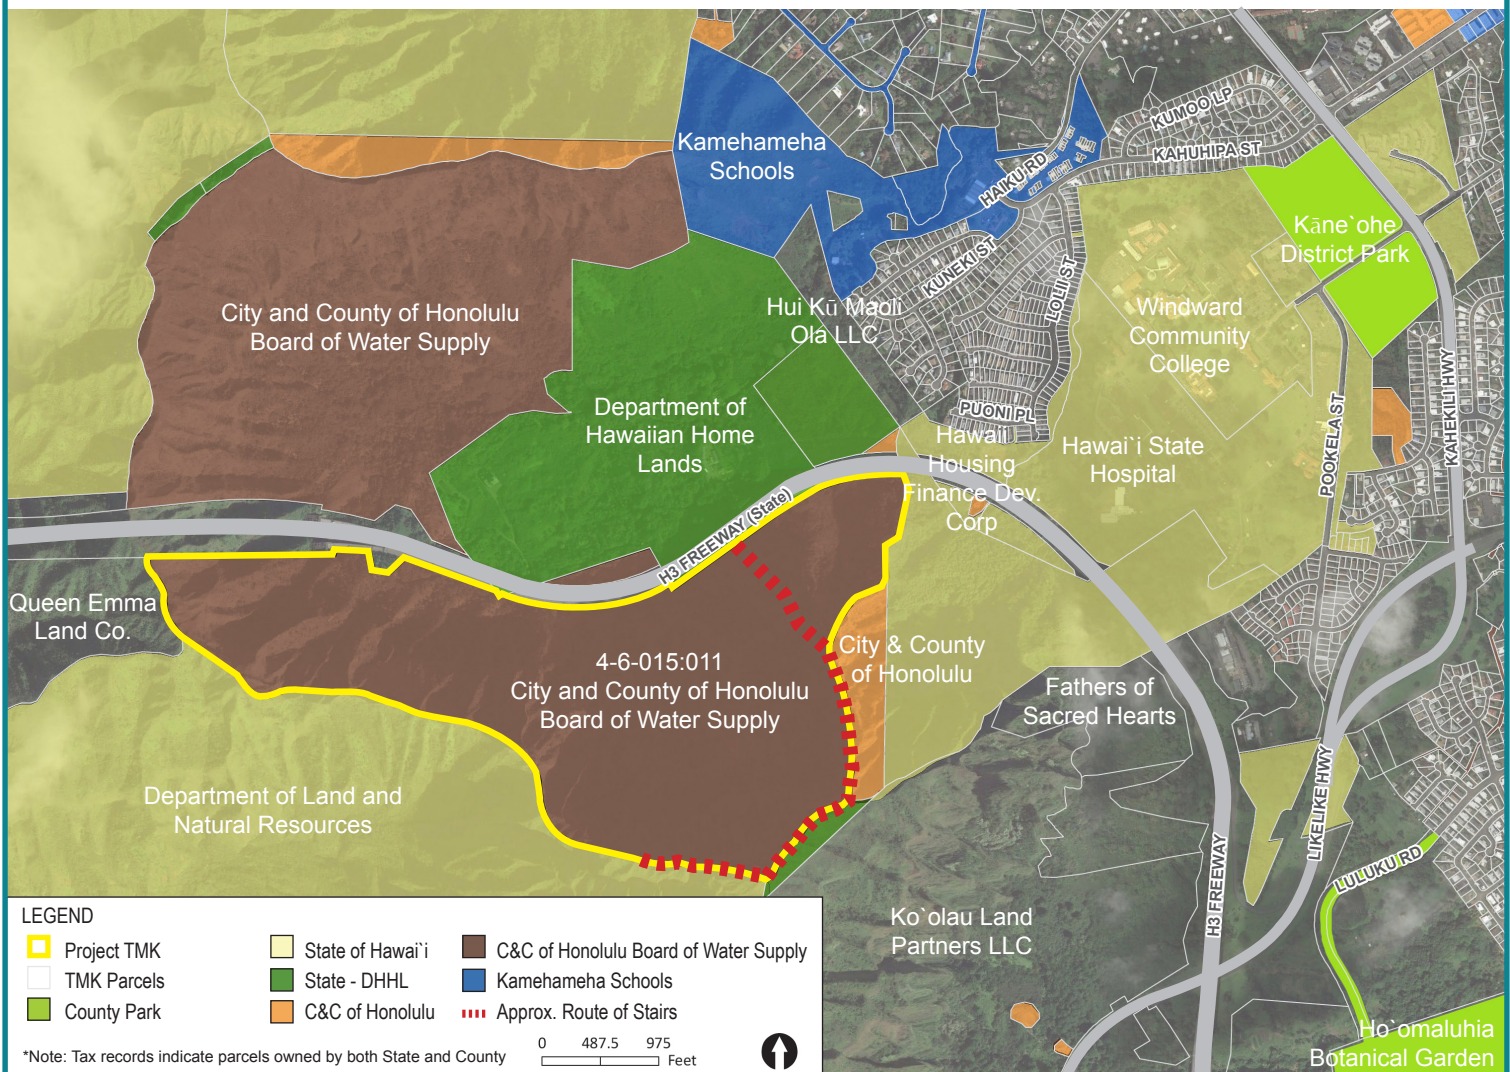 Kamehameha
Schools
KUMOO LP
KAHUHIPA ST
HAIKU RD
Kāne`ohe
District Park
KUNEKI ST
LOLII ST
City and County of Honolulu
Board of Water Supply
Hui Kū Maoli
Ola LLC
Windward
Community
College
KAHEKILI HWY
Department of
Hawaiian Home
Lands
PUONI PL
POOKELA ST
Hawaii
Housing
Finance Dev.
Corp
Hawai`i State
Hospital
H3 FREEWAY (State)
Queen Emma
Land Co.
4-6-015:011
City and County of Honolulu
Board of Water Supply
City & County
of Honolulu
Fathers of
Sacred Hearts
Department of Land and
Natural Resources
LIKELIKE HWY
LULUKU RD
H3 FREEWAY
Ko`olau Land
Partners LLC
Ho`omaluhia
Botanical Garden
LEGEND
Project TMK
TMK Parcels
County Park
State of Hawai`i
State - DHHL
C&C of Honolulu
C&C of Honolulu Board of Water Supply
Kamehameha Schools
Approx. Route of Stairs
*Note: Tax records indicate parcels owned by both State and County
0 487.5 975
Feet